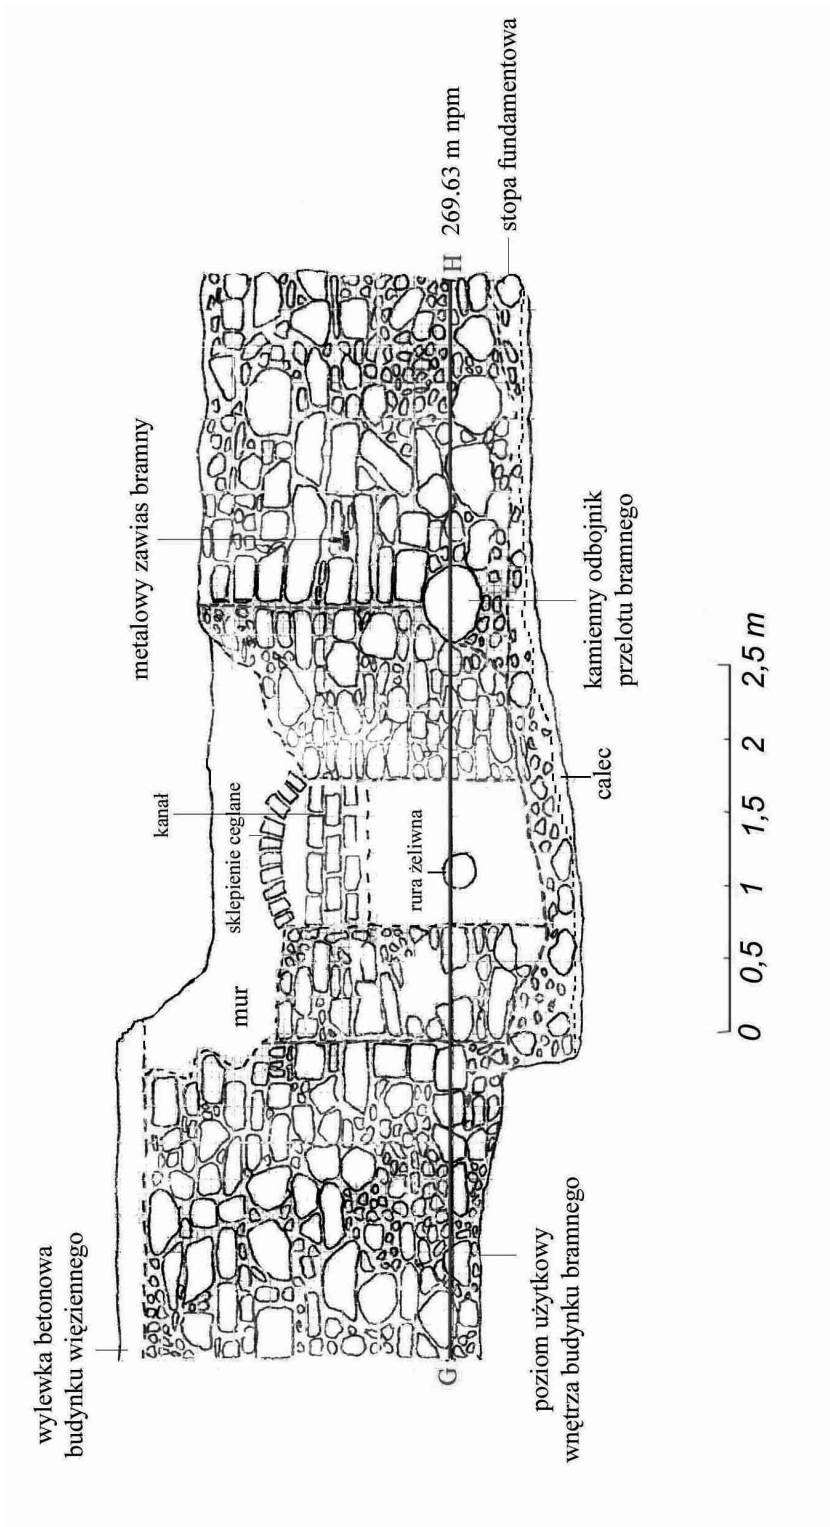 wylewka betonowa
budynku więziennego
metalowy zawias bramny
kanał
sklepienie ceglane
mur
rura żeliwna
G
H
269.63 m npm
stopa fundamentowa
poziom użytkowy
wnętrza budynku bramnego
calec
kamienny odbojnik
przelotu bramnego
0
0,5
1
1,5
2
2,5 m